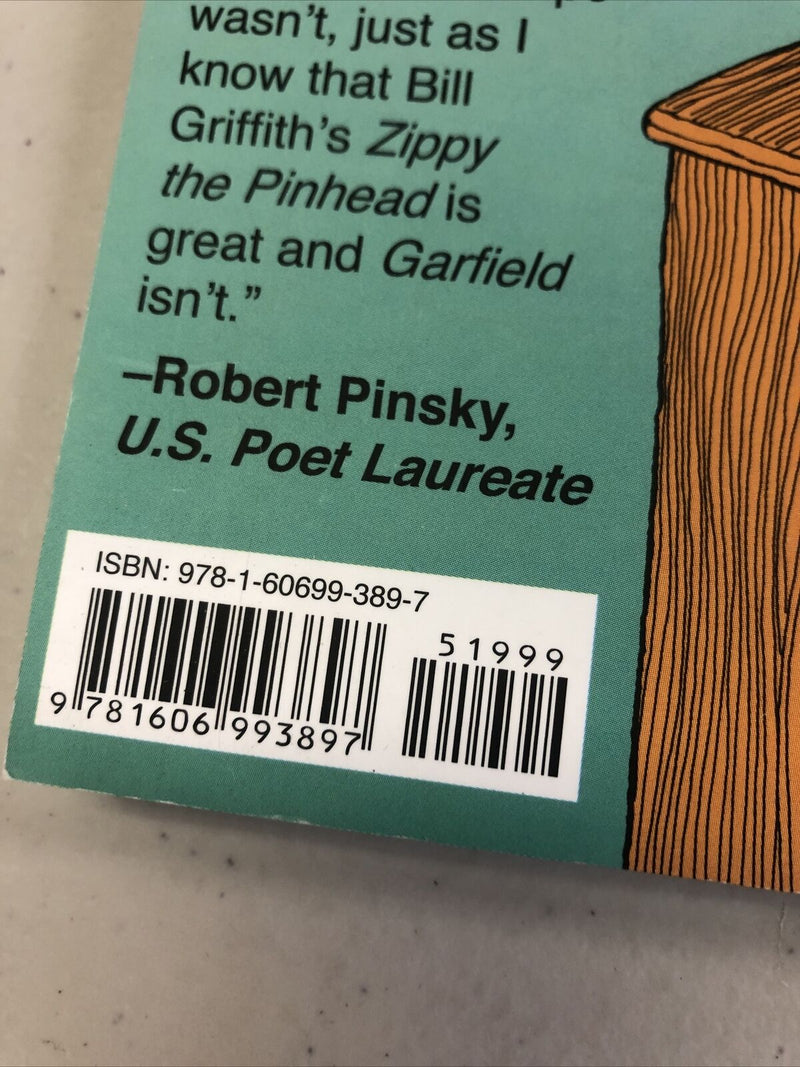 wasn't, just as I
know that Bill
Griffith's Zippy
the Pinhead is
great and Garfield
isn't."
–Robert Pinsky,
U.S. Poet Laureate
ISBN: 978-1-60699-389-7
51999
9 781606 993897